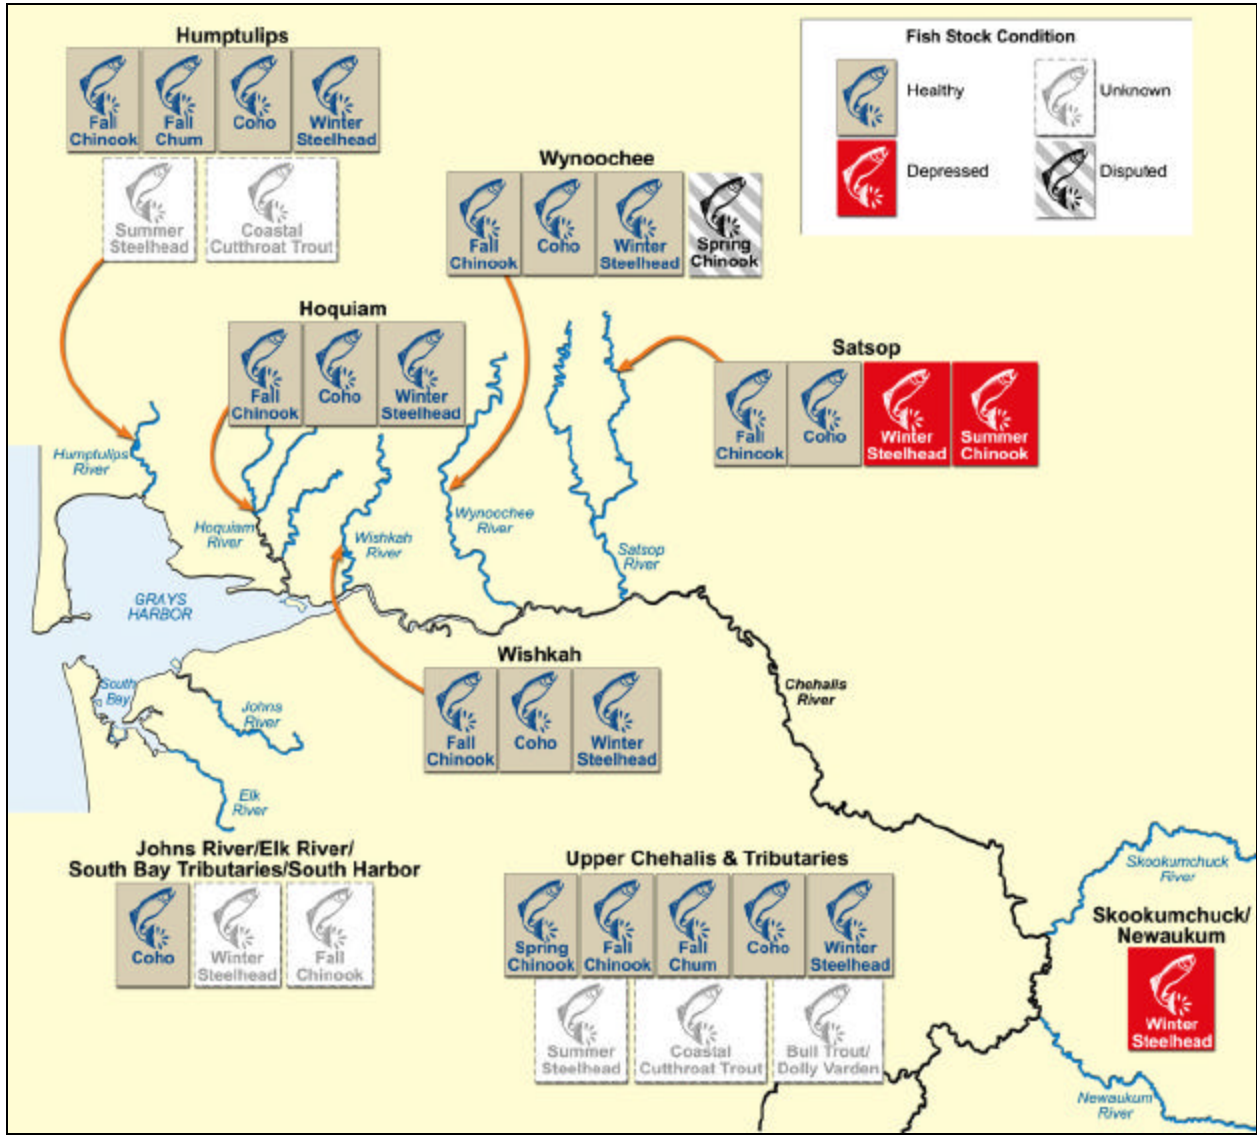 Humptulips
Fall
Chinook
Fall
Chum
Coho
Winter
Steelhead
Summer
Steelhead
Coastal
Cutthroat Trout
Fish Stock Condition
Healthy
Unknown
Depressed
Disputed
Wynoochee
Fall
Chinook
Coho
Winter
Steelhead
Spring
Chinook
Hoquiam
Fall
Chinook
Coho
Winter
Steelhead
Satsop
Fall
Chinook
Coho
Winter
Steelhead
Summer
Chinook
Humptulips
River
Hoquiam
River
Wishkah
River
Wynoochee
River
Satsop
River
GRAYS
HARBOR
Wishkah
Fall
Chinook
Coho
Winter
Steelhead
South
Bay
Johns
River
Elk
River
Chehalis
River
Johns River/Elk River/
South Bay Tributaries/South Harbor
Coho
Winter
Steelhead
Fall
Chinook
Upper Chehalis & Tributaries
Spring
Chinook
Fall
Chinook
Fall
Chum
Coho
Winter
Steelhead
Summer
Steelhead
Coastal
Cutthroat Trout
Bull Trout/
Dolly Varden
Skookumchuck
River
Skookumchuck/
Newaukum
Winter
Steelhead
Newaukum
River